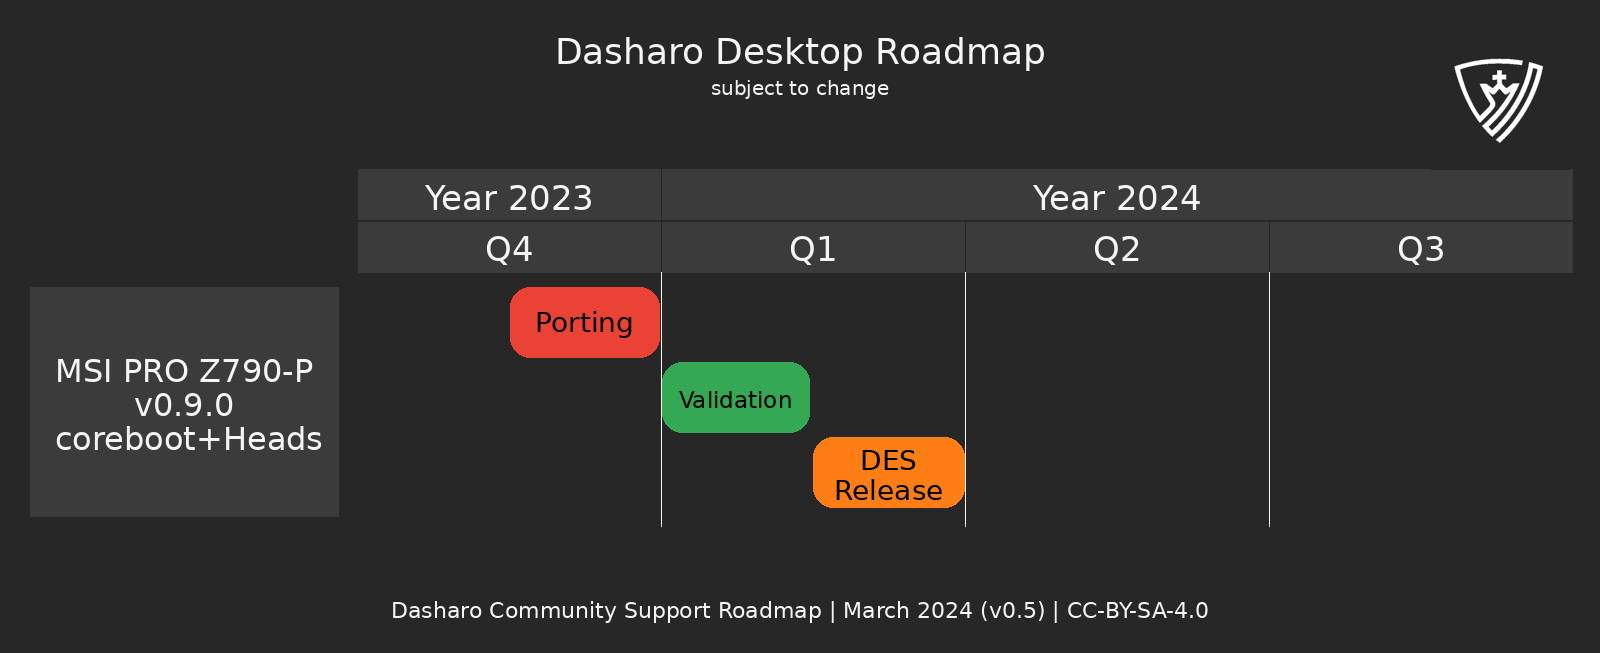 Dasharo Desktop Roadmap
subject to change
Year 2023
Year 2024
Q4
Q1
Q2
Q3
MSI PRO Z790-P
v0.9.0
coreboot+Heads
Porting
Validation
DES
Release
Dasharo Community Support Roadmap | March 2024 (v0.5) | CC-BY-SA-4.0